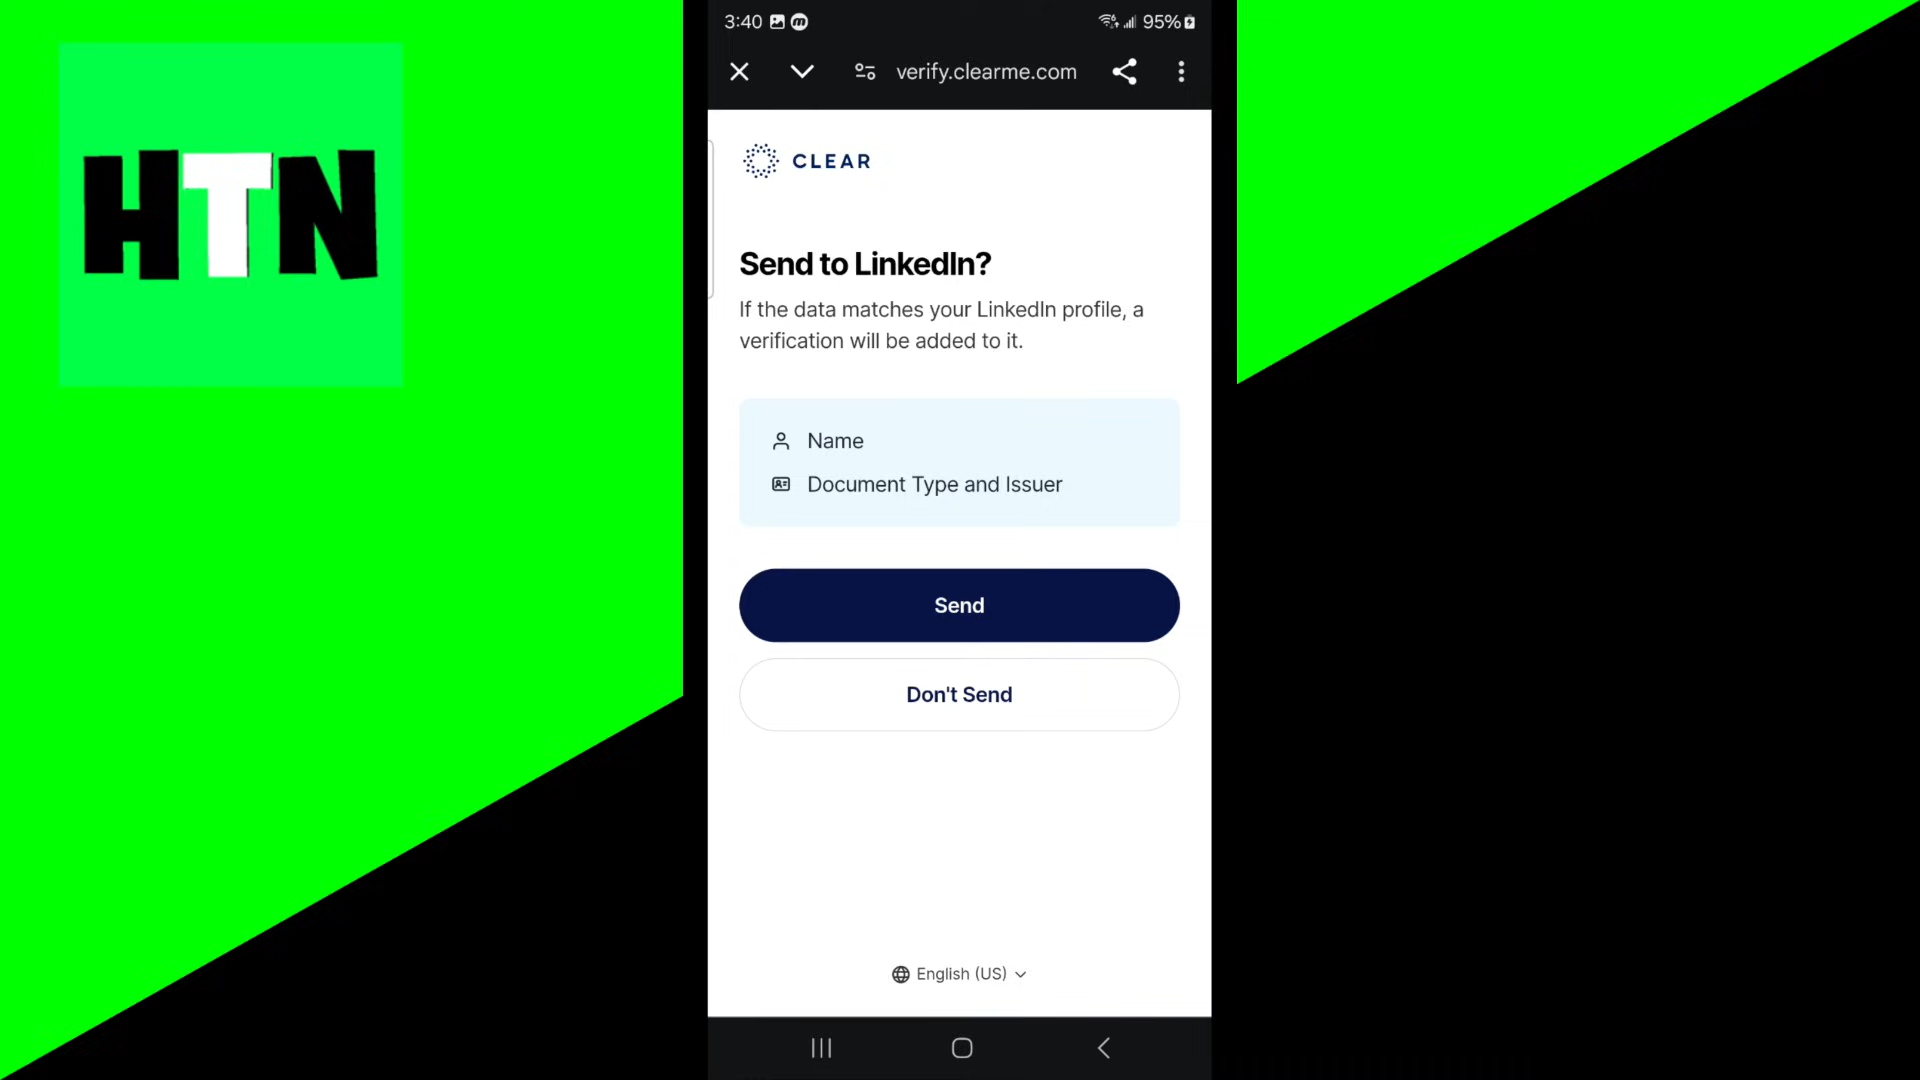 HTN
3:40
95%
verify.clearme.com
CLEAR
Send to LinkedIn?
If the data matches your LinkedIn profile, a
verification will be added to it.
Name
Document Type and Issuer
Send
Don't Send
English (US)